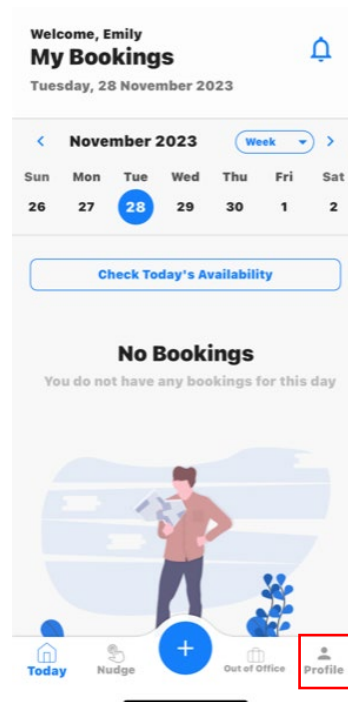 Welcome, Emily
My Bookings
Tuesday, 28 November 2023
November 2023 Week
Sun Mon Tue Wed Thu Fri Sat
26 27 28 29 30 1 2
Check Today's Availability
No Bookings
You do not have any bookings for this day
Today Nudge + Out of Office Profile